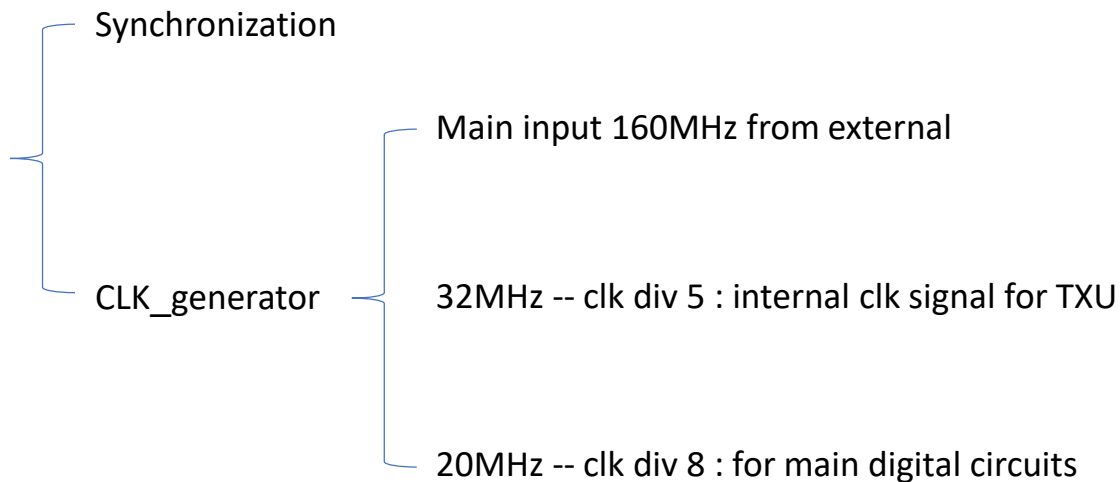 Synchronization
Main input 160MHz from external
CLK_generator
32MHz -- clk div 5 : internal clk signal for TXU
20MHz -- clk div 8 : for main digital circuits